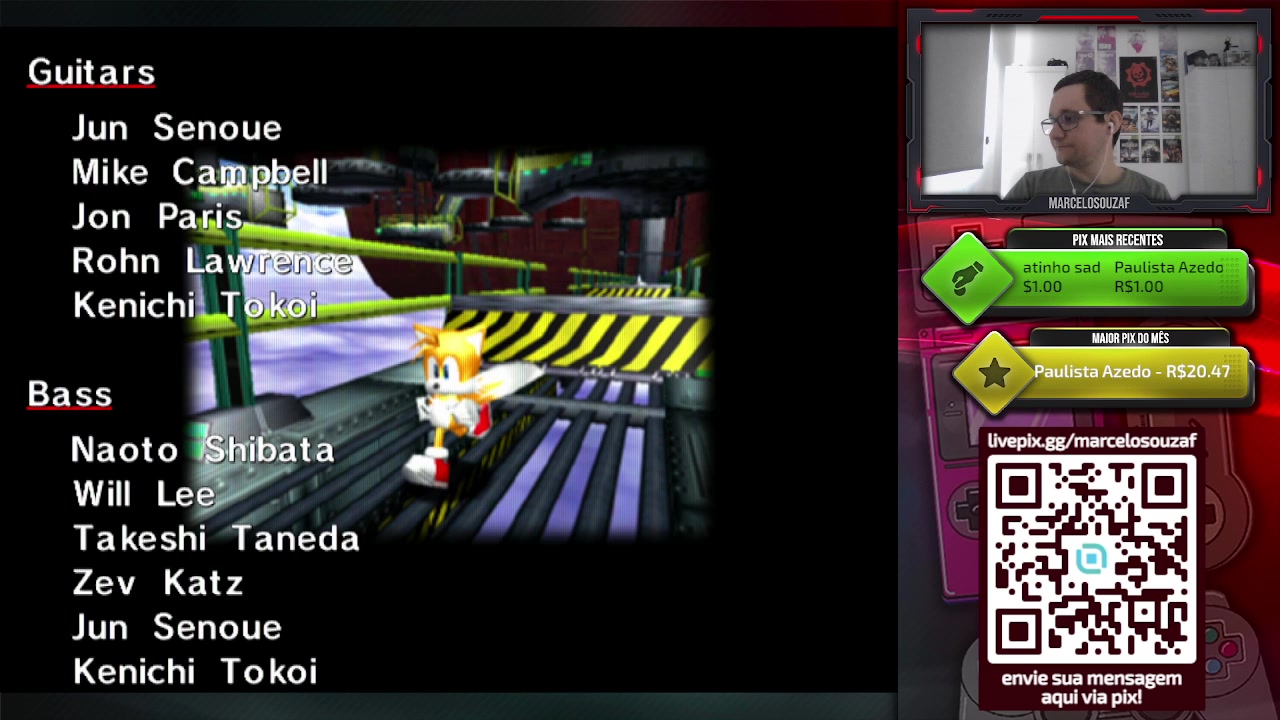 Guitars
Jun Senoue
Mike Campbell
Jon Paris
Rohn Lawrence
Kenichi Tokoi
Bass
Naoto Shibata
Will Lee
Takeshi Taneda
Zev Katz
Jun Senoue
Kenichi Tokoi
MARCELOSOUZAF
PIX MAIS RECENTES
atinho sad Paulista Azedo
$1.00 R$1.00
MAIOR PIX DO MÊS
Paulista Azedo - R$20.47
livepix.gg/marcelosouzaf
envie sua mensagem
aqui via pix!